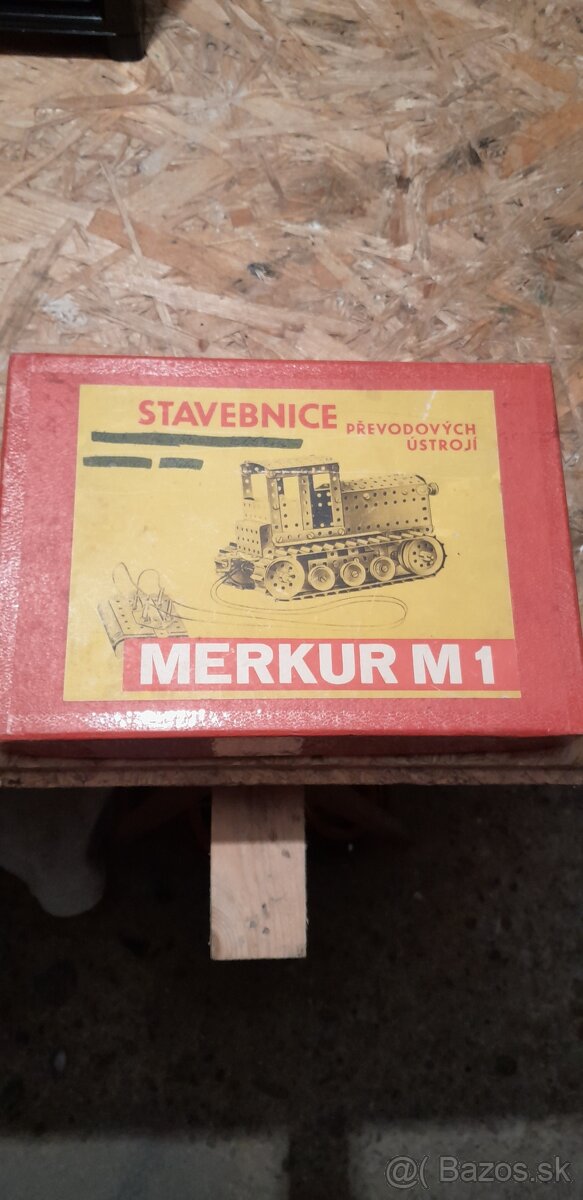 STAVEBNICE
PŘEVODOVÝCH
ÚSTROJÍ
MERKUR M 1
@( Bazos.sk